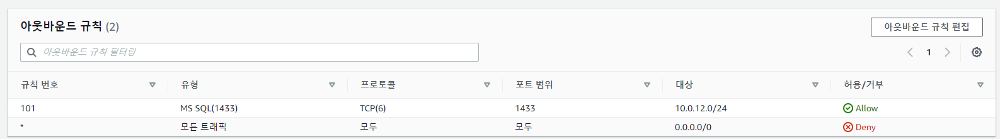 아웃바운드 규칙 (2)
아웃바운드 규칙 편집
아웃바운드 규칙 필터링
1
규칙 번호 유형 프로토콜 포트 범위 대상 허용/거부
101 MS SQL(1433) TCP(6) 1433 10.0.12.0/24 Allow
* 모든 트래픽 모두 모두 0.0.0.0/0 Deny